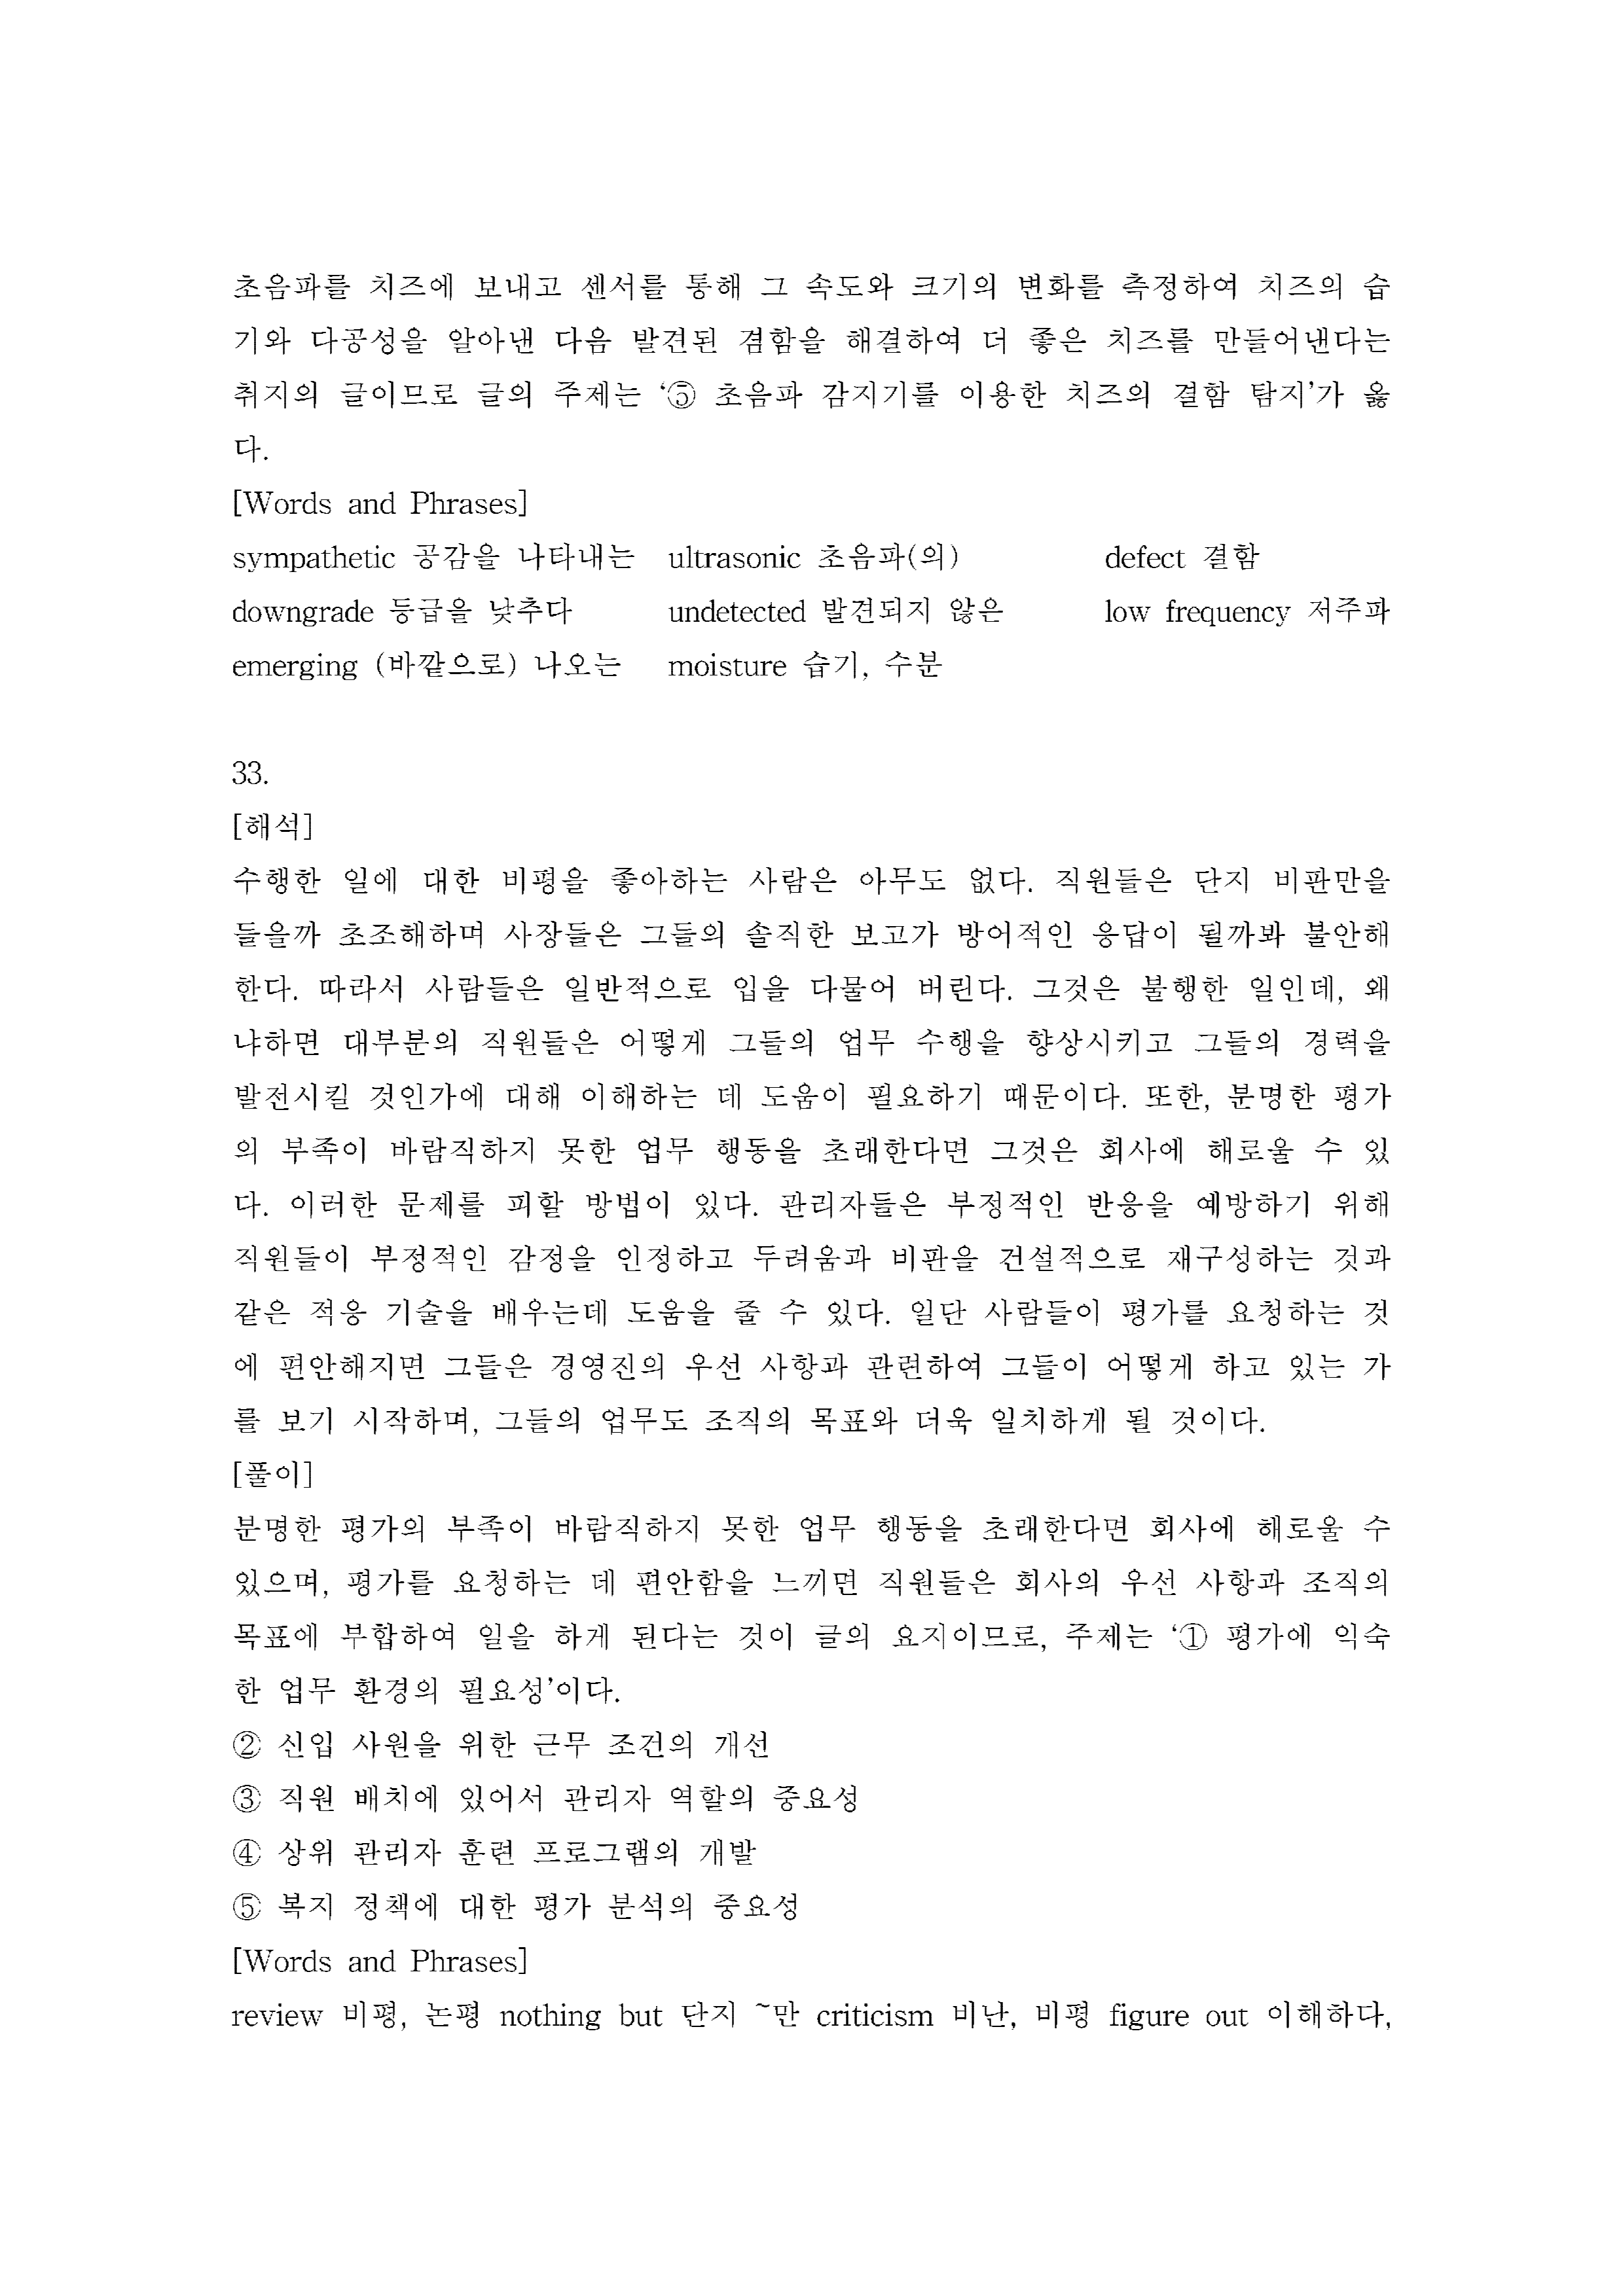 초음파를 치즈에 보내고 센서를 통해 그 속도와 크기의 변화를 측정하여 치즈의 습
기와 다공성을 알아낸 다음 발견된 겸함을 해결하여 더 좋은 치즈를 만들어낸다는
취지의 글이므로 글의 주제는 ‘⑤ 초음파 감지기를 이용한 치즈의 결함 탐지’가 옳
다.
[Words and Phrases]
sympathetic 공감을 나타내는 ultrasonic 초음파(의) defect 결함
downgrade 등급을 낮추다 undetected 발견되지 않은 low frequency 저주파
emerging (바깥으로) 나오는 moisture 습기, 수분
33.
[해석]
수행한 일에 대한 비평을 좋아하는 사람은 아무도 없다. 직원들은 단지 비판만을
들을까 초조해하며 사장들은 그들의 솔직한 보고가 방어적인 응답이 될까봐 불안해
한다. 따라서 사람들은 일반적으로 입을 다물어 버린다. 그것은 불행한 일인데, 왜
냐하면 대부분의 직원들은 어떻게 그들의 업무 수행을 향상시키고 그들의 경력을
발전시킬 것인가에 대해 이해하는 데 도움이 필요하기 때문이다. 또한, 분명한 평가
의 부족이 바람직하지 못한 업무 행동을 초래한다면 그것은 회사에 해로울 수 있
다. 이러한 문제를 피할 방법이 있다. 관리자들은 부정적인 반응을 예방하기 위해
직원들이 부정적인 감정을 인정하고 두려움과 비판을 건설적으로 재구성하는 것과
같은 적응 기술을 배우는데 도움을 줄 수 있다. 일단 사람들이 평가를 요청하는 것
에 편안해지면 그들은 경영진의 우선 사항과 관련하여 그들이 어떻게 하고 있는 가
를 보기 시작하며, 그들의 업무도 조직의 목표와 더욱 일치하게 될 것이다.
[풀이]
분명한 평가의 부족이 바람직하지 못한 업무 행동을 초래한다면 회사에 해로울 수
있으며, 평가를 요청하는 데 편안함을 느끼면 직원들은 회사의 우선 사항과 조직의
목표에 부합하여 일을 하게 된다는 것이 글의 요지이므로, 주제는 ‘① 평가에 익숙
한 업무 환경의 필요성’이다.
② 신입 사원을 위한 근무 조건의 개선
③ 직원 배치에 있어서 관리자 역할의 중요성
④ 상위 관리자 훈련 프로그램의 개발
⑤ 복지 정책에 대한 평가 분석의 중요성
[Words and Phrases]
review 비평, 논평 nothing but 단지 ~만 criticism 비난, 비평 figure out 이해하다,